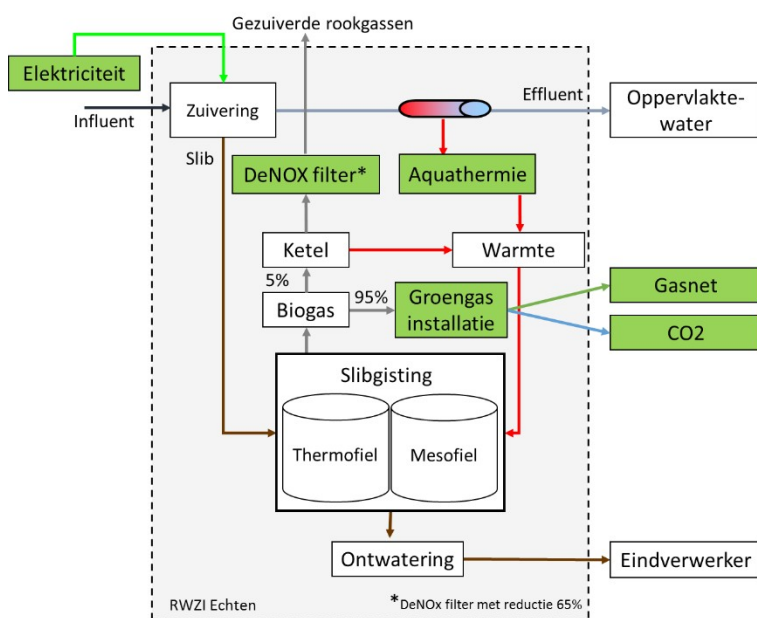 Gezuiverde rookgassen
Elektriciteit
Influent
Zuivering
Effluent
Oppervlakte-
water
Slib
DeNOX filter*
Aquathermie
Ketel
Warmte
5%
Biogas
95%
Groengas
installatie
Gasnet
CO2
Slibgisting
Thermofiel
Mesofiel
Ontwatering
Eindverwerker
RWZI Echten
*DeNOx filter met reductie 65%